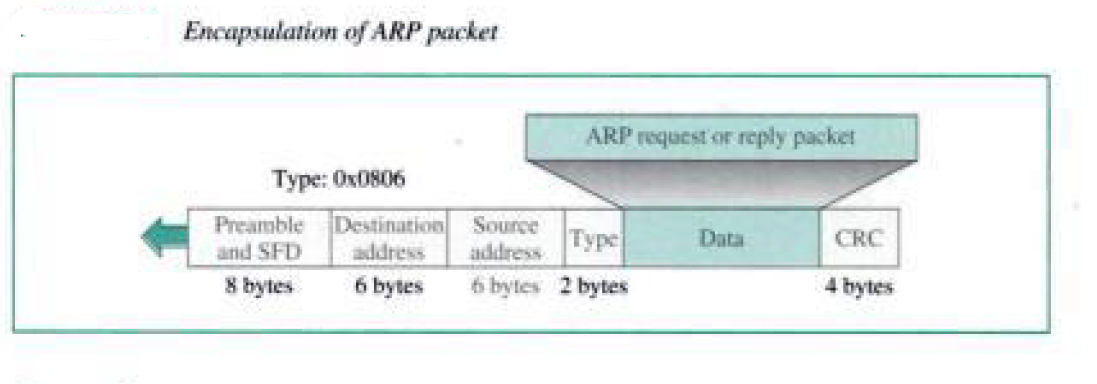 Encapsulation of ARP packet
ARP request or reply packet
Type: 0x0806
Preamble and SFD
Destination address
Source address
Type
Data
CRC
8 bytes
6 bytes
6 bytes
2 bytes
4 bytes